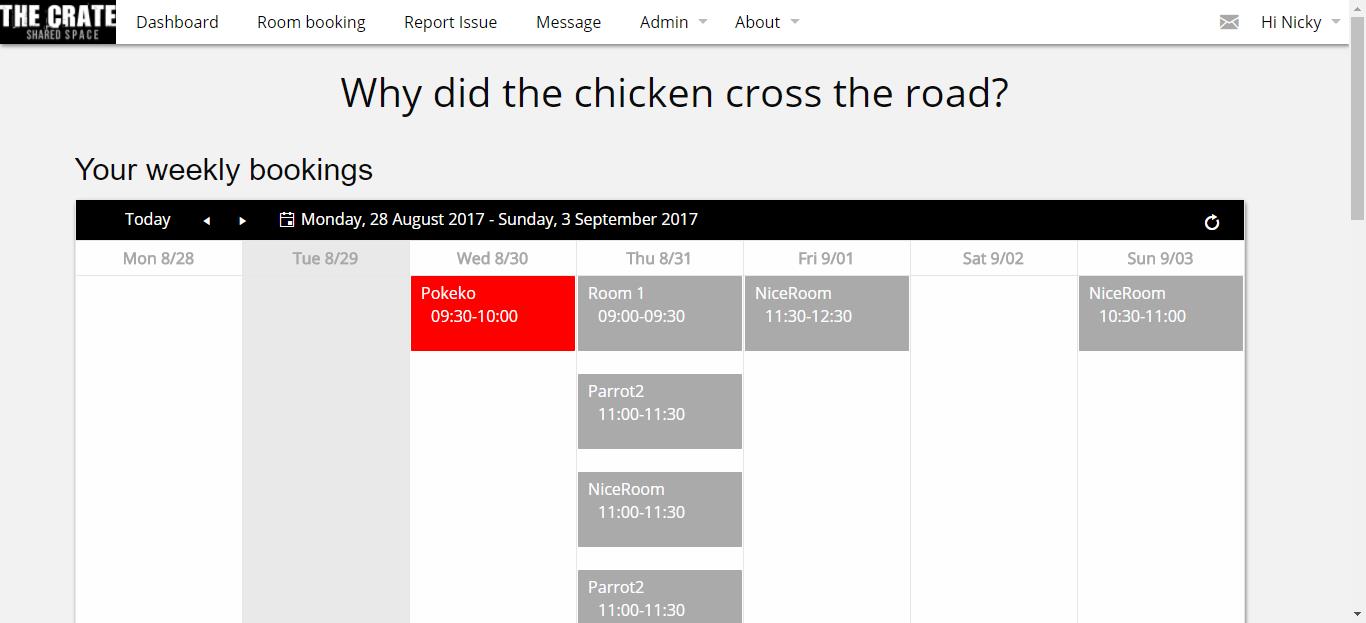 THE CRATE
SHARED SPACE
Dashboard Room booking Report Issue Message Admin About Hi Nicky
Why did the chicken cross the road?
Your weekly bookings
Today Monday, 28 August 2017 - Sunday, 3 September 2017
Mon 8/28 Tue 8/29 Wed 8/30 Thu 8/31 Fri 9/01 Sat 9/02 Sun 9/03
Pokeko Room 1 NiceRoom NiceRoom
09:30-10:00 09:00-09:30 11:30-12:30 10:30-11:00
Parrot2
11:00-11:30
NiceRoom
11:00-11:30
Parrot2
11:00-11:30